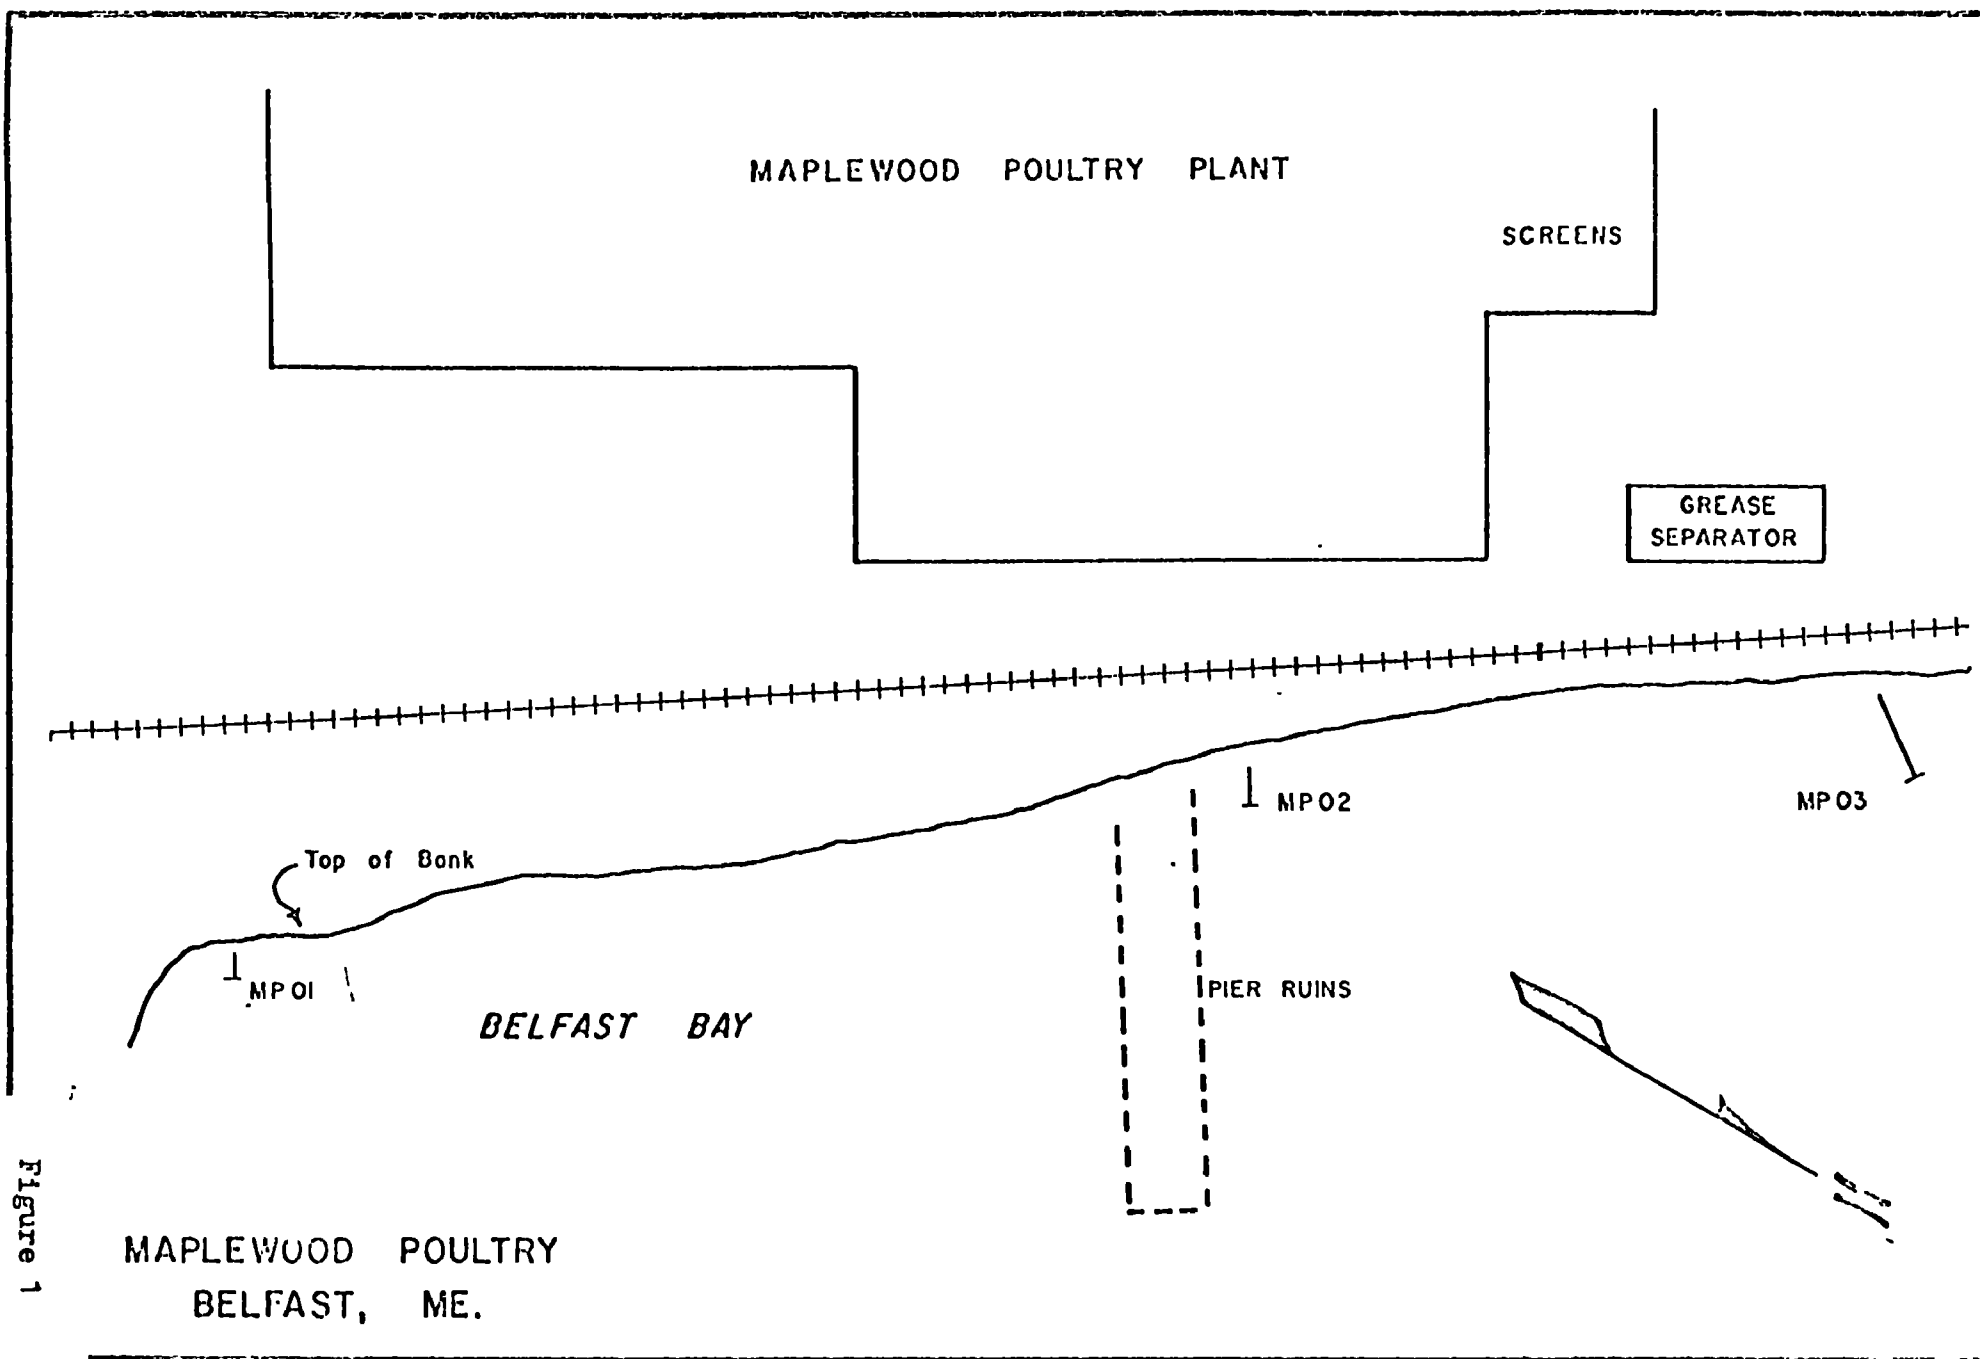 MAPLEWOOD POULTRY PLANT
SCREENS
GREASE
SEPARATOR
MP02
MP03
Top of Bank
MP01
PIER RUINS
BELFAST BAY
Figure 1
MAPLEWOOD POULTRY
BELFAST, ME.